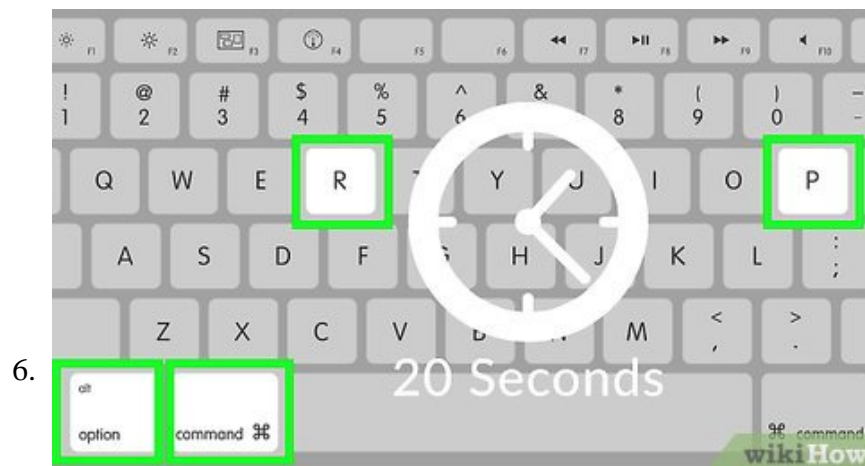 F1 F2 F3 F4 F5 F6 F7 F8 F9 F10
! @ # $ % ^ & * ( ) –
1 2 3 4 5 6 8 9 0 -
Q W E R Y U I O P
A S D F H J K L : ;
Z X C V M < , > .
6.
alt
option
command ⌘
20 Seconds
⌘ command
wikiHow